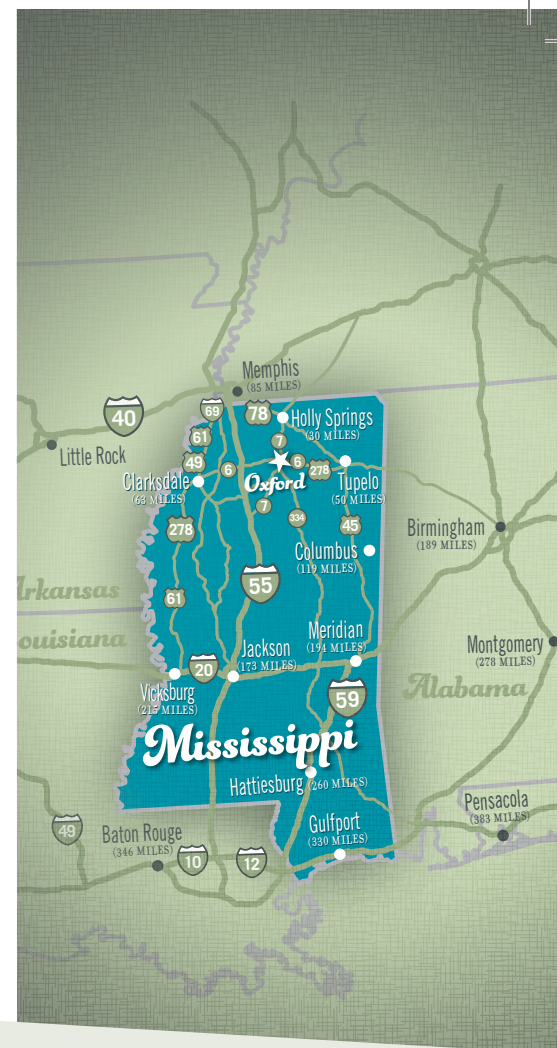 Memphis
(85 MILES)
69
78
40
Holly Springs
(30 MILES)
61
7
Little Rock
49
6
6
278
Oxford
Clarksdale
(63 MILES)
Tupelo
(50 MILES)
7
334
278
45
Birmingham
(189 MILES)
Columbus
(119 MILES)
55
Arkansas
61
Louisiana
Meridian
(194 MILES)
Jackson
(173 MILES)
Montgomery
(278 MILES)
20
Vicksburg
(215 MILES)
59
Alabama
Mississippi
Hattiesburg (260 MILES)
Pensacola
(383 MILES)
49
Baton Rouge
(346 MILES)
Gulfport
(330 MILES)
10
12